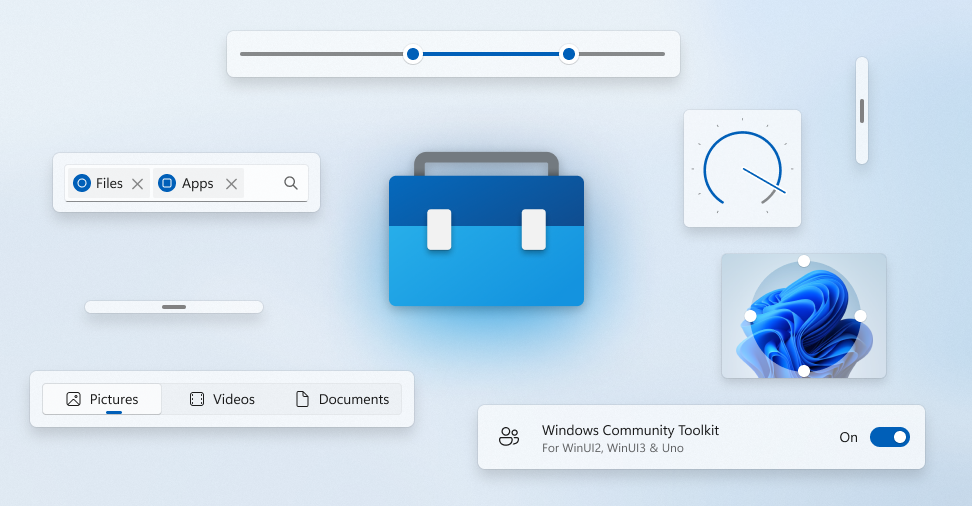 Files
Apps
Pictures
Videos
Documents
Windows Community Toolkit
For WinUI2, WinUI3 & Uno
On